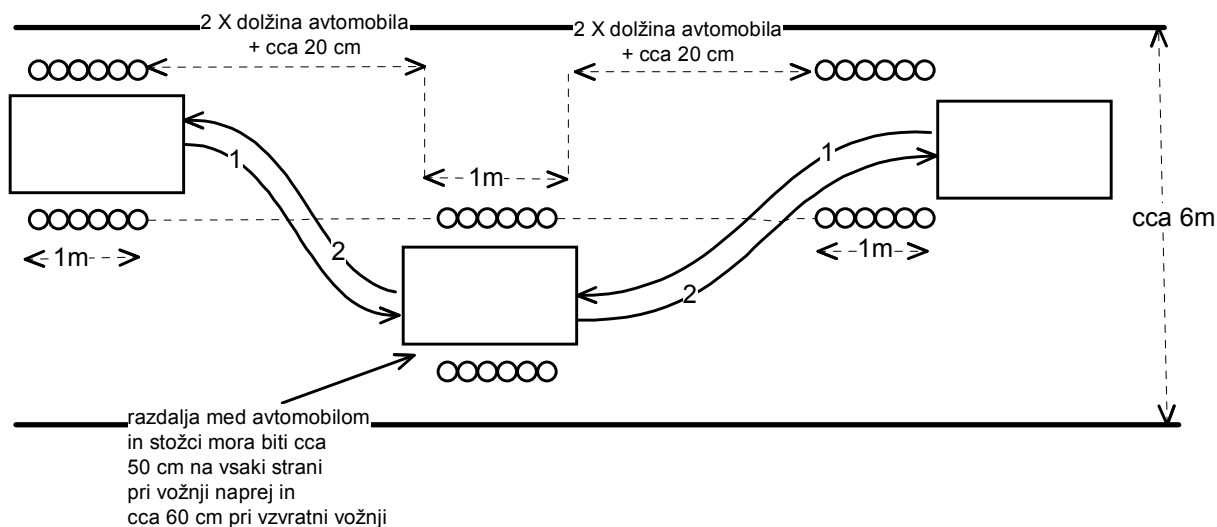 2 X dolžina avtomobila
+ cca 20 cm
2 X dolžina avtomobila
+ cca 20 cm
1
1
1m
cca 6m
2
1m
1m
2
razdalja med avtomobilom
in stožci mora biti cca
50 cm na vsaki strani
pri vožnji naprej in
cca 60 cm pri vzvratni vožnji